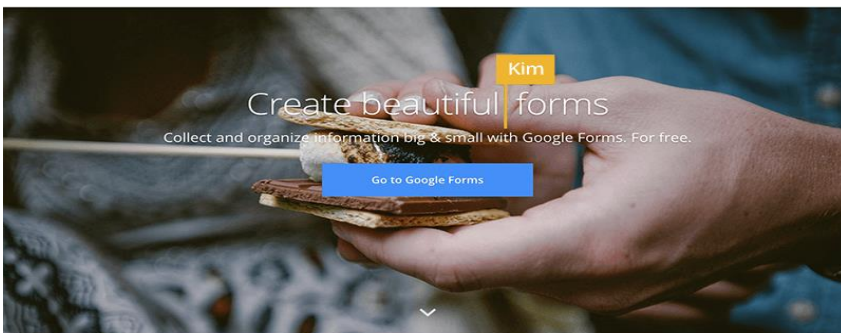 Kim
Create beautiful forms
Collect and organize information big & small with Google Forms. For free.
Go to Google Forms